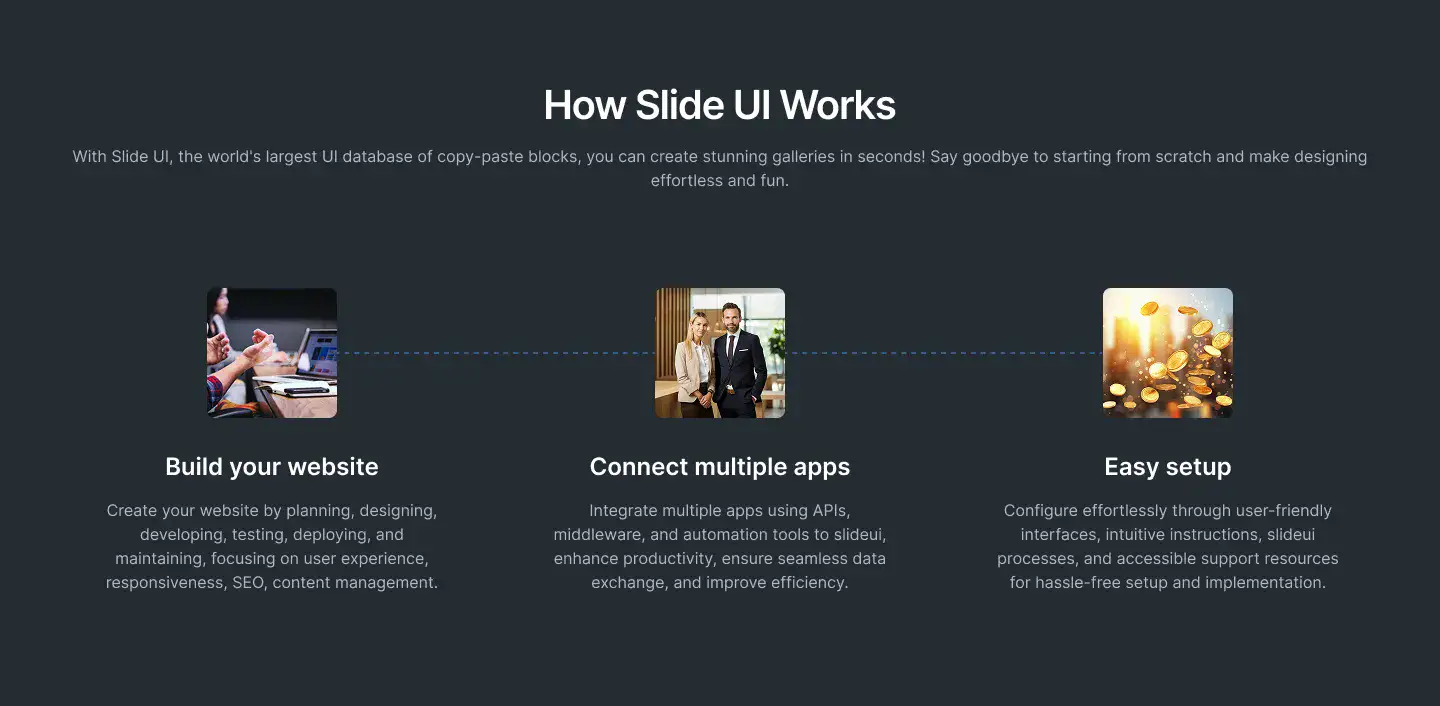 How Slide UI Works
With Slide UI, the world's largest UI database of copy-paste blocks, you can create stunning galleries in seconds! Say goodbye to starting from scratch and make designing
effortless and fun.
Build your website
Create your website by planning, designing,
developing, testing, deploying, and
maintaining, focusing on user experience,
responsiveness, SEO, content management.
Connect multiple apps
Integrate multiple apps using APIs,
middleware, and automation tools to slideui,
enhance productivity, ensure seamless data
exchange, and improve efficiency.
Easy setup
Configure effortlessly through user-friendly
interfaces, intuitive instructions, slideui
processes, and accessible support resources
for hassle-free setup and implementation.